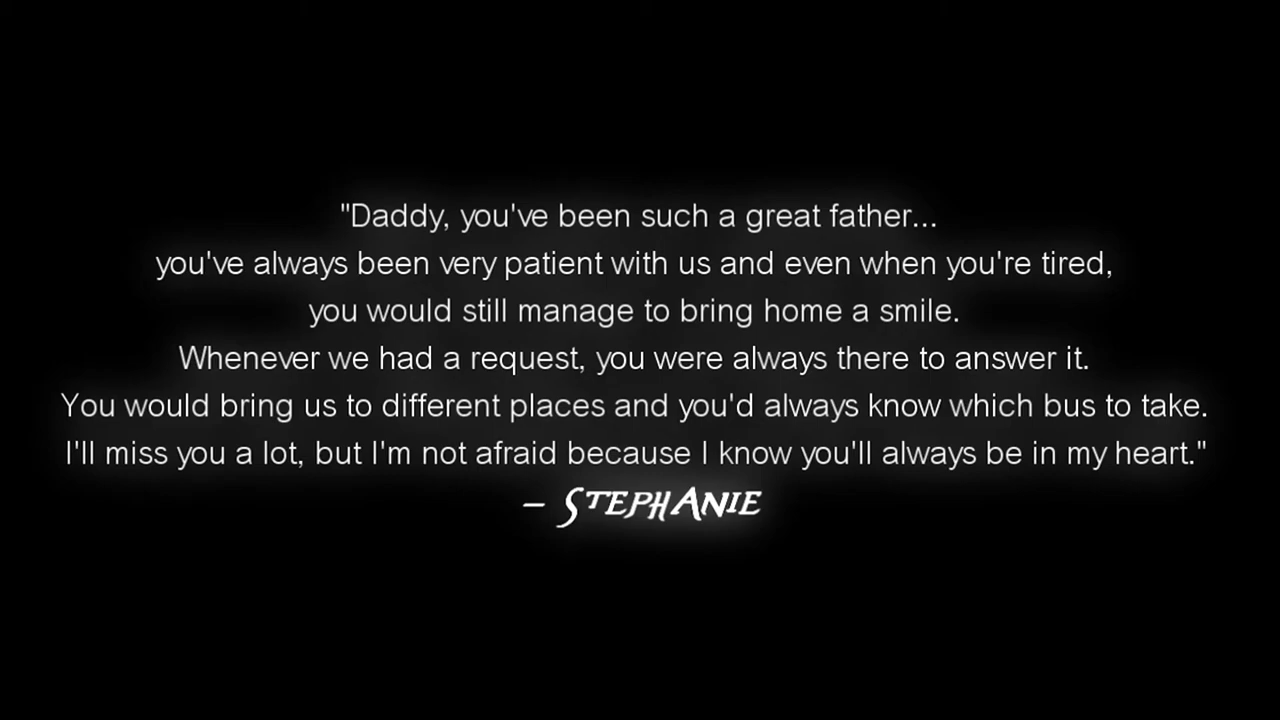 "Daddy, you've been such a great father...
you've always been very patient with us and even when you're tired,
you would still manage to bring home a smile.
Whenever we had a request, you were always there to answer it.
You would bring us to different places and you'd always know which bus to take.
I'll miss you a lot, but I'm not afraid because I know you'll always be in my heart."
– STEPHANIE